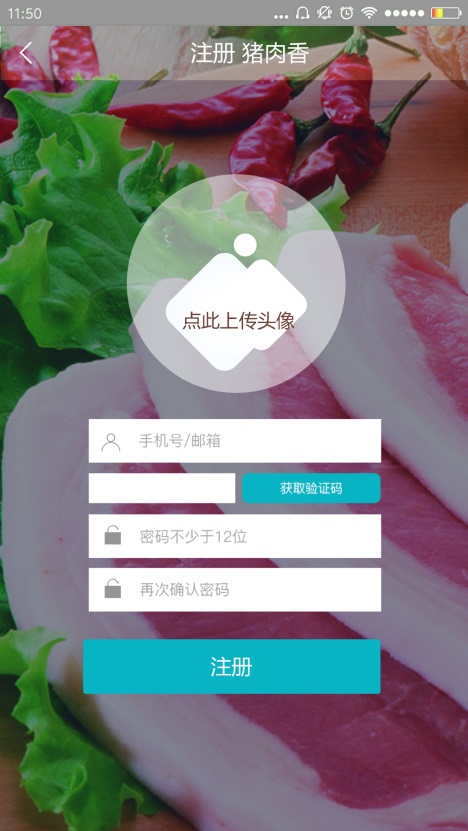 11:50
注册 猪肉香
点此上传头像
手机号/邮箱
获取验证码
密码不少于12位
再次确认密码
注册